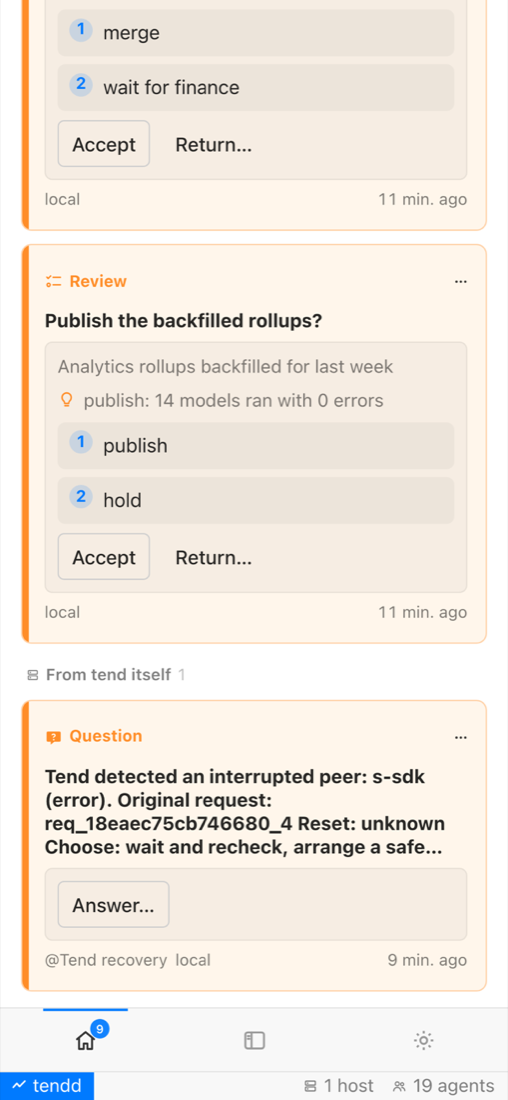 1 merge
2 wait for finance
Accept Return...
local 11 min. ago
Review ...
Publish the backfilled rollups?
Analytics rollups backfilled for last week
publish: 14 models ran with 0 errors
1 publish
2 hold
Accept Return...
local 11 min. ago
From tend itself 1
Question ...
Tend detected an interrupted peer: s-sdk
(error). Original request:
req_18eaec75cb746680_4 Reset: unknown
Choose: wait and recheck, arrange a safe...
Answer...
@Tend recovery local 9 min. ago
9
tendd 1 host 19 agents